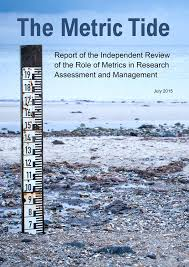 The Metric Tide
Report of the Independent Review
of the Role of Metrics in Research
Assessment and Management
July 2015